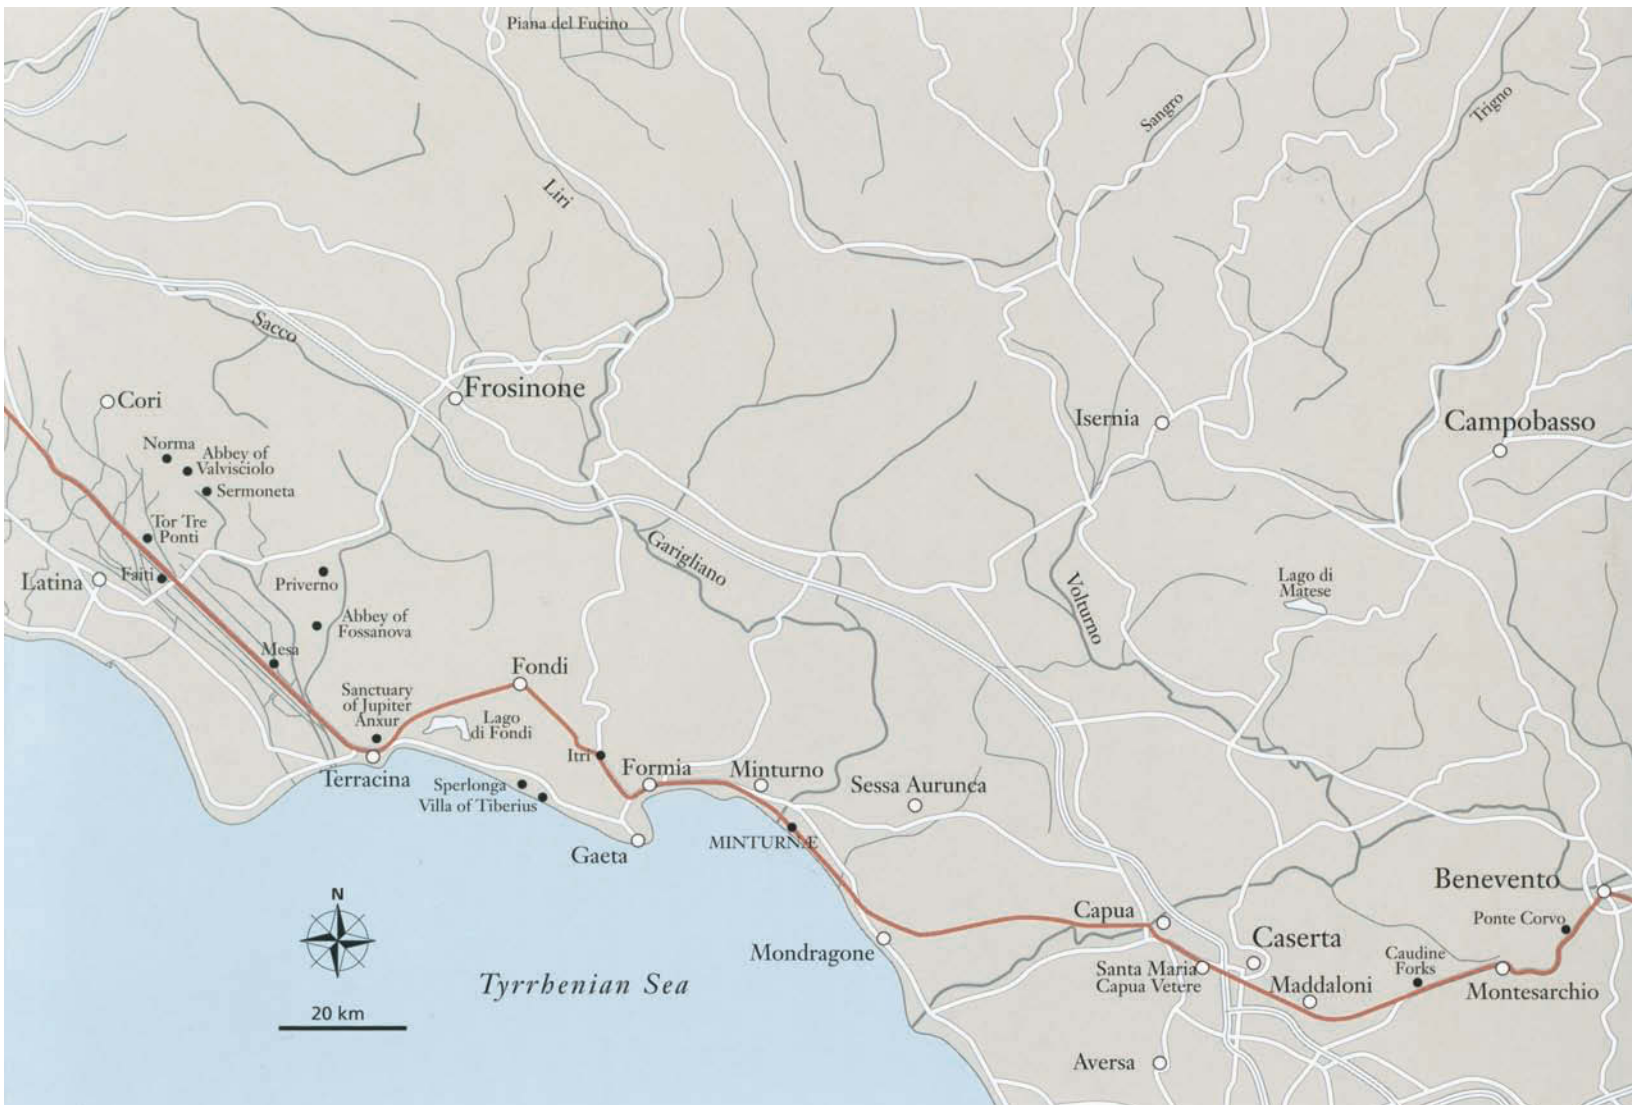 Piana del Fucino
Sangro
Trigno
Liri
Sacco
Frosinone
Cori
Isernia
Campobasso
Norma
Abbey of
Valvisciolo
Sermoneta
Tor Tre
Ponti
Garigliano
Latina
Faiti
Priverno
Volturno
Lago di
Matese
Abbey of
Fossanova
Mesa
Fondi
Sanctuary
of Jupiter
Anxur
Lago
di Fondi
Itri
Terracina
Formia
Minturno
Sperlonga
Villa of Tiberius
Sessa Aurunca
Gaeta
MINTURNÆ
Benevento
N
Capua
Ponte Corvo
Mondragone
Caserta
Caudine
Forks
Tyrrhenian Sea
Santa Maria
Capua Vetere
Maddaloni
Montesarchio
20 km
Aversa